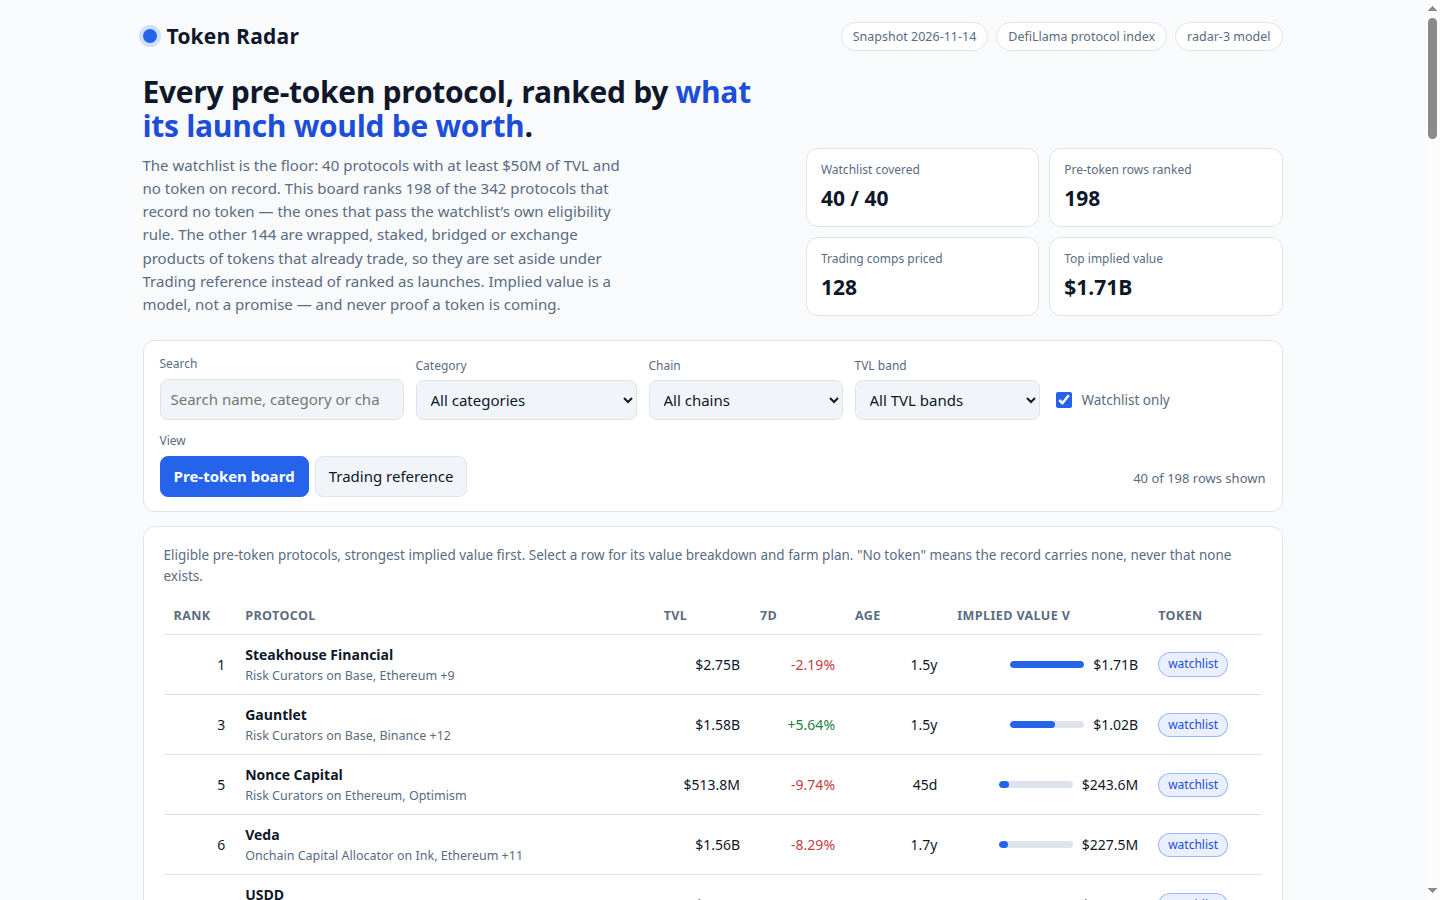 Token Radar
Snapshot 2026-11-14
DefiLlama protocol index
radar-3 model
Every pre-token protocol, ranked by what
its launch would be worth.
The watchlist is the floor: 40 protocols with at least $50M of TVL and
no token on record. This board ranks 198 of the 342 protocols that
record no token — the ones that pass the watchlist's own eligibility
rule. The other 144 are wrapped, staked, bridged or exchange
products of tokens that already trade, so they are set aside under
Trading reference instead of ranked as launches. Implied value is a
model, not a promise — and never proof a token is coming.
Watchlist covered
40 / 40
Pre-token rows ranked
198
Trading comps priced
128
Top implied value
$1.71B
Search
Search name, category or cha
Category
All categories
Chain
All chains
TVL band
All TVL bands
Watchlist only
View
Pre-token board
Trading reference
40 of 198 rows shown
Eligible pre-token protocols, strongest implied value first. Select a row for its value breakdown and farm plan. "No token" means the record carries none, never that none
exists.
RANK PROTOCOL TVL 7D AGE IMPLIED VALUE V TOKEN
1 Steakhouse Financial $2.75B -2.19% 1.5y $1.71B watchlist
Risk Curators on Base, Ethereum +9
3 Gauntlet $1.58B +5.64% 1.5y $1.02B watchlist
Risk Curators on Base, Binance +12
5 Nonce Capital $513.8M -9.74% 45d $243.6M watchlist
Risk Curators on Ethereum, Optimism
6 Veda $1.56B -8.29% 1.7y $227.5M watchlist
Onchain Capital Allocator on Ink, Ethereum +11
USDD